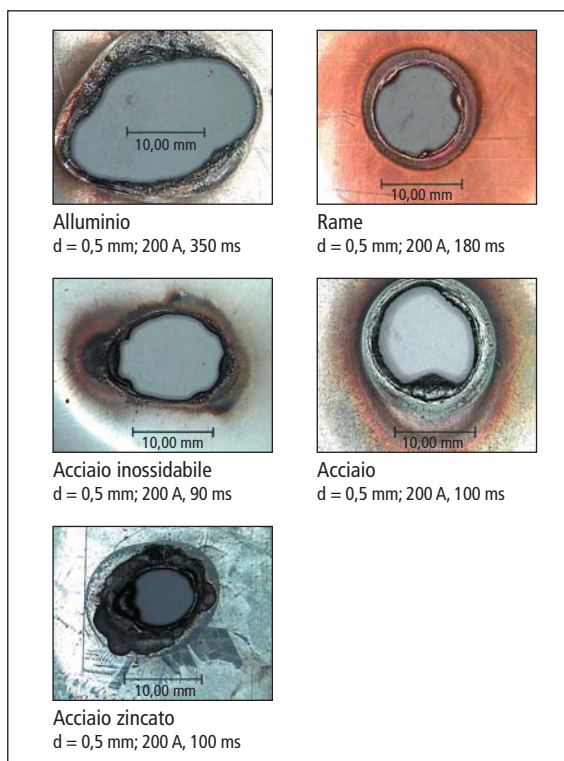 10,00 mm
10,00 mm
Alluminio
d = 0,5 mm; 200 A, 350 ms
Rame
d = 0,5 mm; 200 A, 180 ms
10,00 mm
10,00 mm
Acciaio inossidabile
d = 0,5 mm; 200 A, 90 ms
Acciaio
d = 0,5 mm; 200 A, 100 ms
10,00 mm
Acciaio zincato
d = 0,5 mm; 200 A, 100 ms